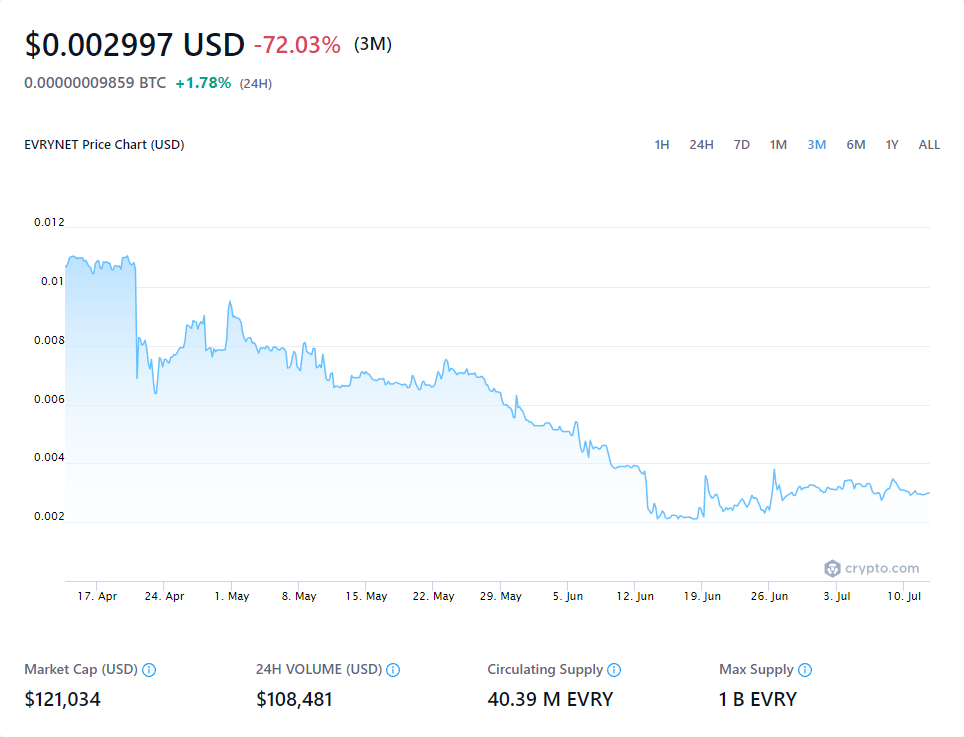 $0.002997 USD -72.03% (3M)
0.00000009859 BTC +1.78% (24H)
EVRYNET Price Chart (USD) 1H 24H 7D 1M 3M 6M 1Y ALL
0.012
0.01
0.008
0.006
0.004
0.002
crypto.com
17. Apr 24. Apr 1. May 8. May 15. May 22. May 29. May 5. Jun 12. Jun 19. Jun 26. Jun 3. Jul 10. Jul
Market Cap (USD) 24H VOLUME (USD) Circulating Supply Max Supply
$121,034 $108,481 40.39 M EVRY 1 B EVRY